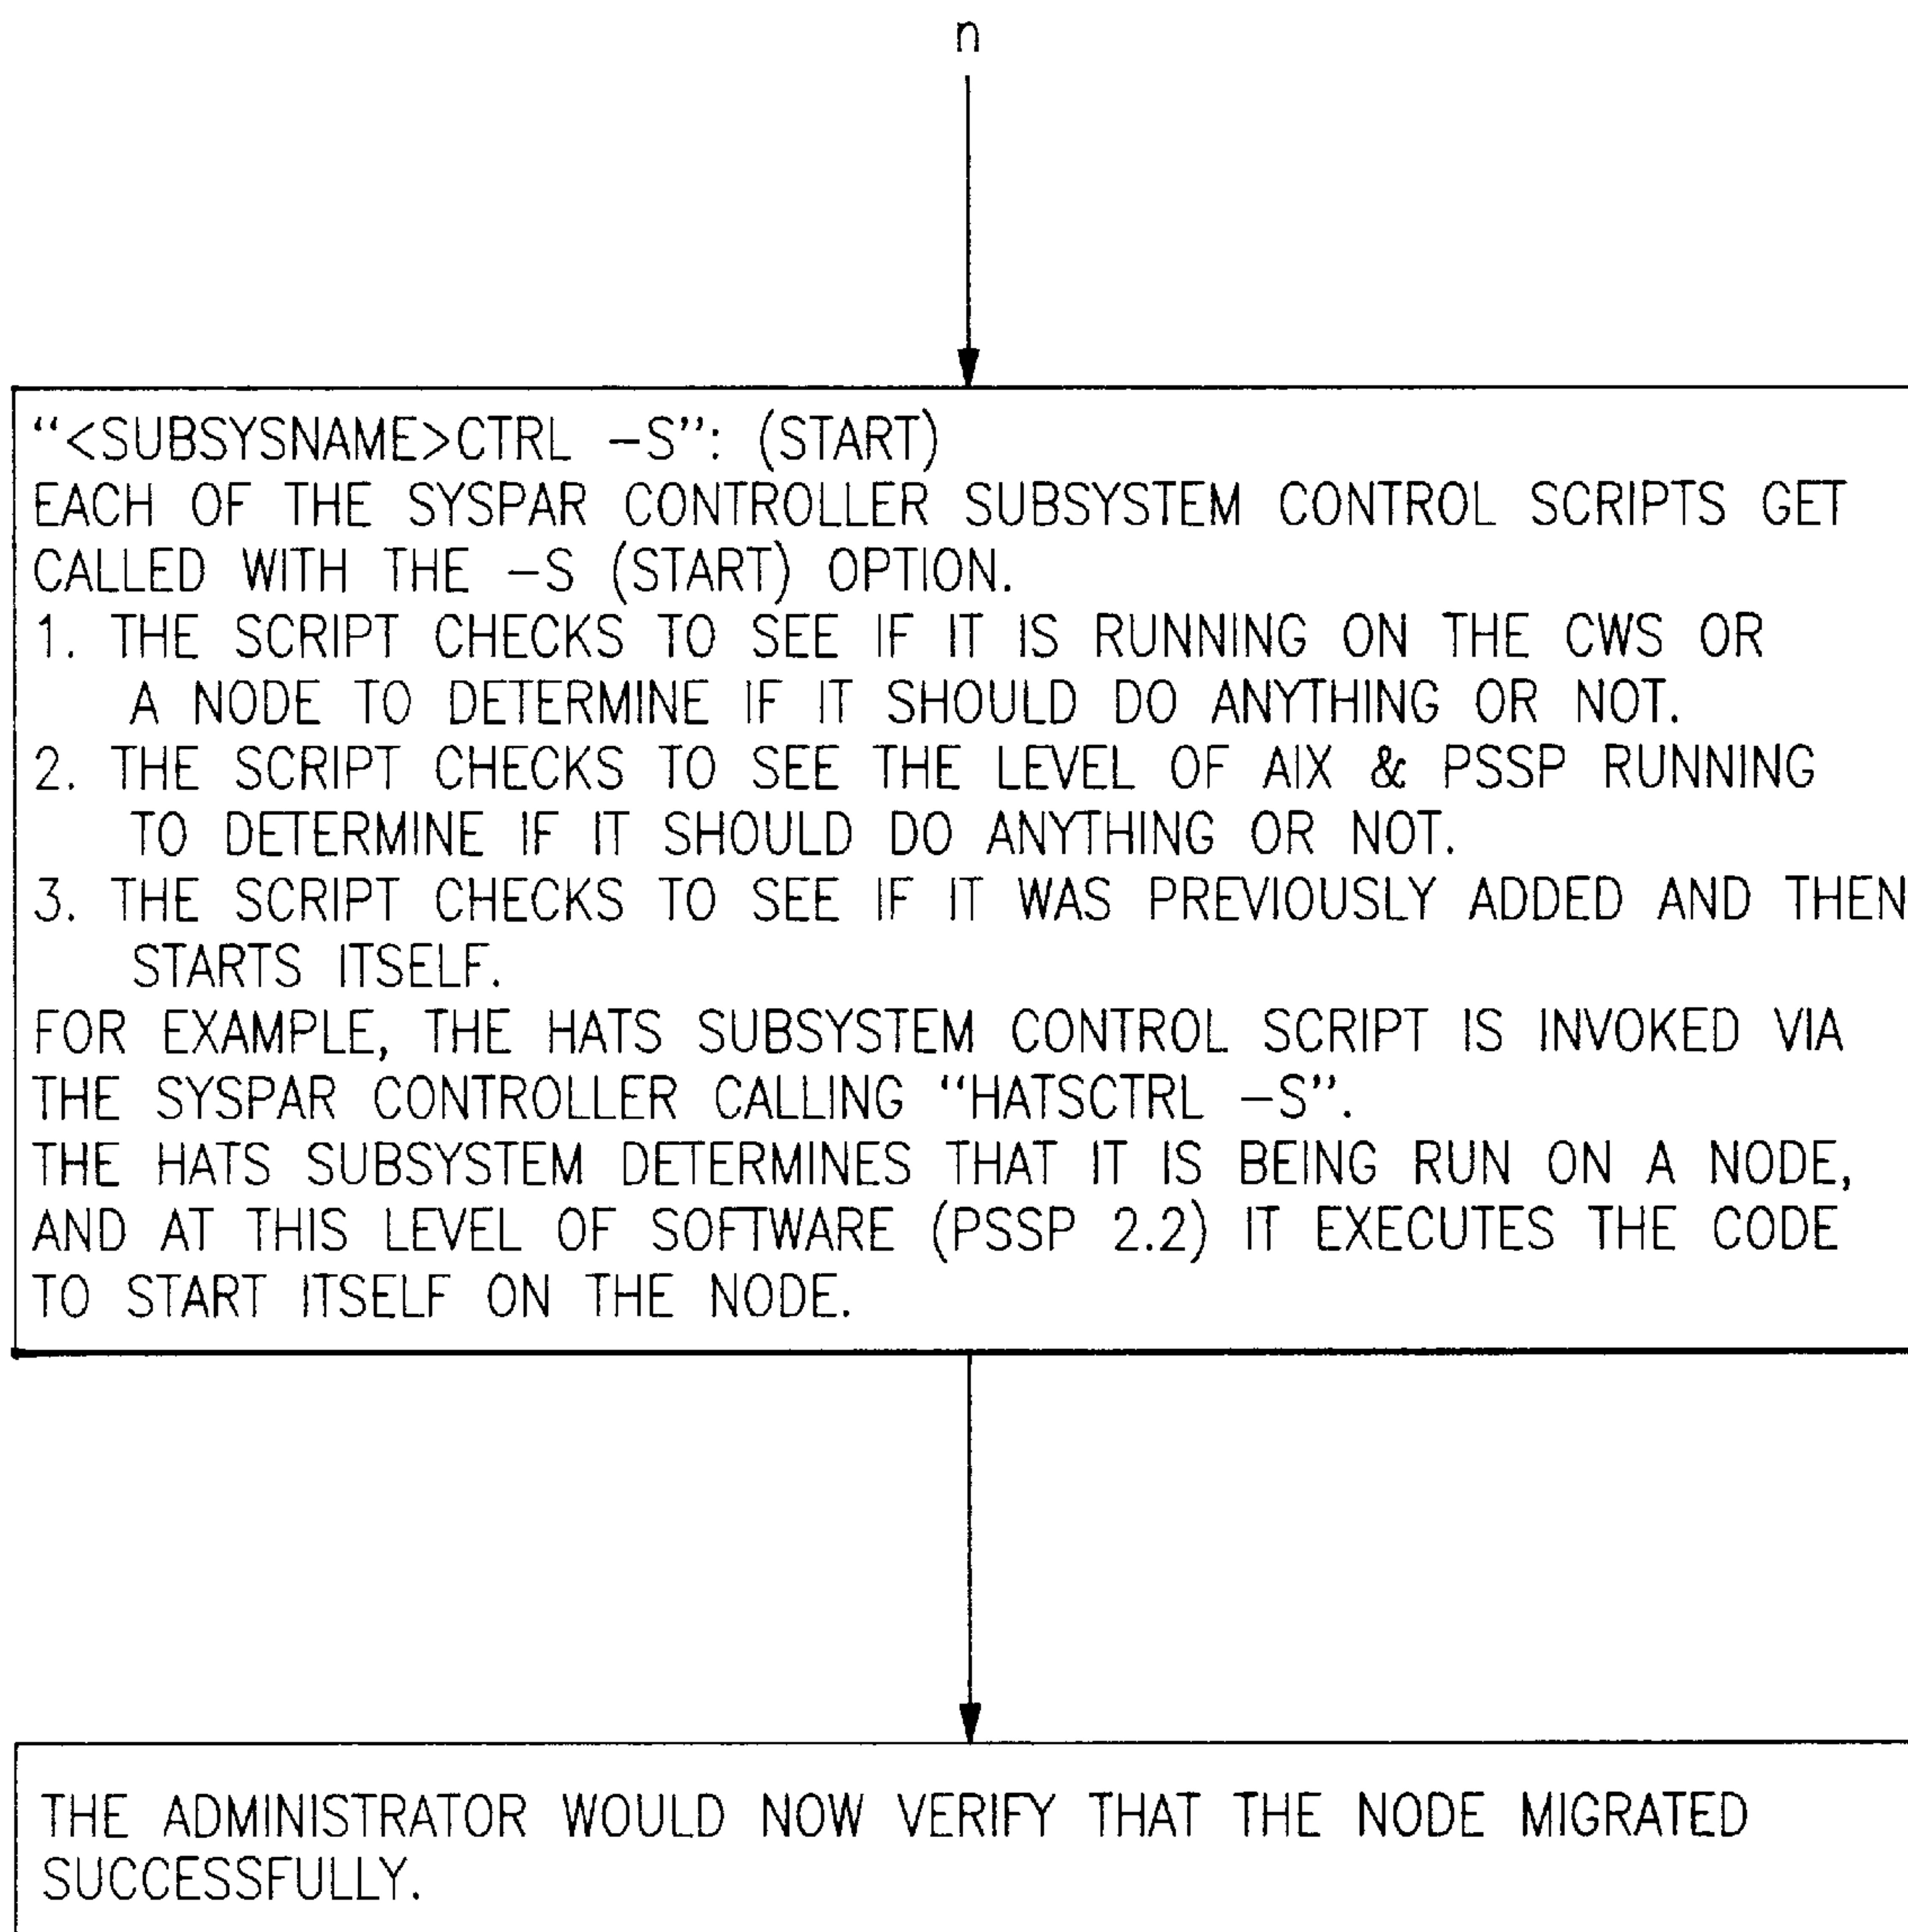 n
“<SUBSYSNAME>CTRL –S”: (START)
EACH OF THE SYSPAR CONTROLLER SUBSYSTEM CONTROL SCRIPTS GET
CALLED WITH THE –S (START) OPTION.
1. THE SCRIPT CHECKS TO SEE IF IT IS RUNNING ON THE CWS OR
A NODE TO DETERMINE IF IT SHOULD DO ANYTHING OR NOT.
2. THE SCRIPT CHECKS TO SEE THE LEVEL OF AIX & PSSP RUNNING
TO DETERMINE IF IT SHOULD DO ANYTHING OR NOT.
3. THE SCRIPT CHECKS TO SEE IF IT WAS PREVIOUSLY ADDED AND THEN
STARTS ITSELF.
FOR EXAMPLE, THE HATS SUBSYSTEM CONTROL SCRIPT IS INVOKED VIA
THE SYSPAR CONTROLLER CALLING “HATSCTRL –S”.
THE HATS SUBSYSTEM DETERMINES THAT IT IS BEING RUN ON A NODE,
AND AT THIS LEVEL OF SOFTWARE (PSSP 2.2) IT EXECUTES THE CODE
TO START ITSELF ON THE NODE.
THE ADMINISTRATOR WOULD NOW VERIFY THAT THE NODE MIGRATED
SUCCESSFULLY.